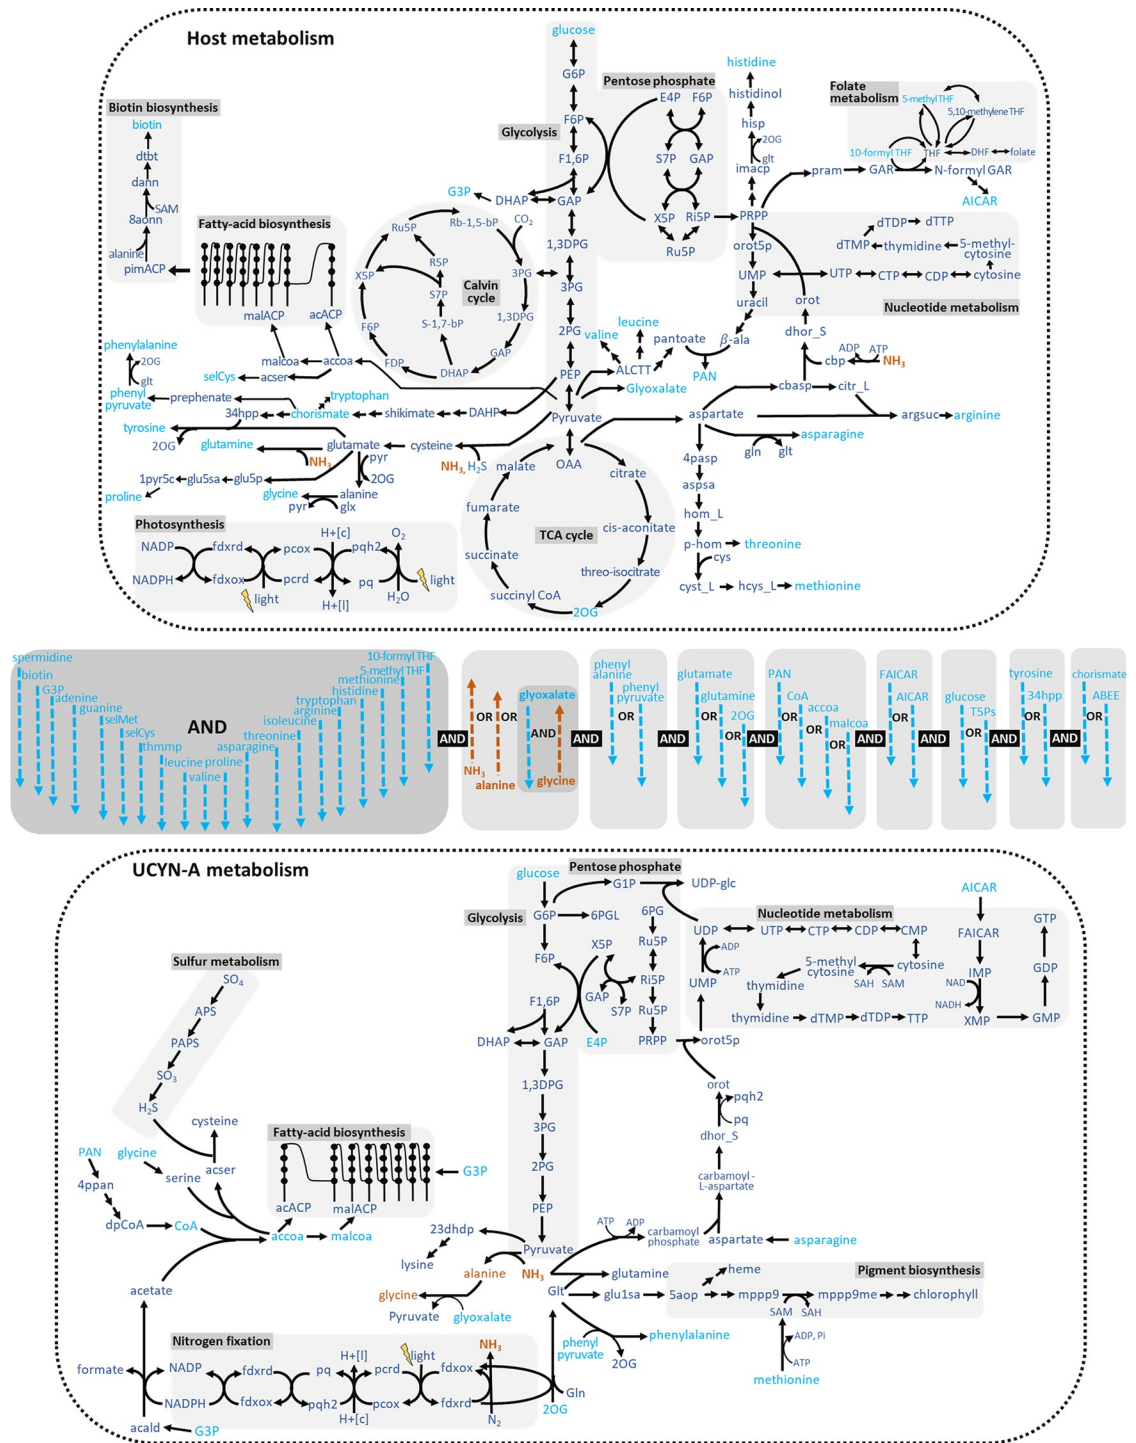 Host metabolism
glucose
G6P
F6P
Glycolysis
F1,6P
G3P
DHAP
GAP
1,3DPG
3PG
2PG
PEP
Pyruvate
Pentose phosphate
E4P
F6P
S7P
GAP
X5P
Ri5P
Ru5P
histidine
histidinol
hisp
2OG
glt
imacp
PRPP
orot5p
UMP
uracil
β-ala
pantoate
PAN
Folate
metabolism
5-methyl THF
5,10-methylene THF
10-formyl THF
THF
DHF
folate
pram
GAR
N-formyl GAR
AICAR
dTDP
dTTP
dTMP
thymidine
5-methyl-
cytosine
UTP
CTP
CDP
cytosine
Nucleotide metabolism
orot
dhor_S
ADP
ATP
cbp
NH3
cbasp
citr_L
aspartate
argsuc
arginine
asparagine
gln
glt
4pasp
aspsa
hom_L
p-hom
threonine
cys
cyst_L
hcys_L
methionine
Biotin biosynthesis
biotin
dtbt
dann
SAM
8aonn
alanine
pimACP
Fatty-acid biosynthesis
malACP
acACP
malcoa
accoa
selCys
acser
Calvin
cycle
Ru5P
Rb-1,5-bP
CO2
R5P
X5P
S7P
3PG
S-1,7-bP
1,3DPG
F6P
GAP
FDP
DHAP
leucine
valine
ALCTT
Glyoxalate
phenylalanine
2OG
glt
phenyl
pyruvate
prephenate
tryptophan
34hpp
chorismate
shikimate
DAHP
tyrosine
2OG
glutamine
NH3
glutamate
cysteine
NH3, H2S
pyr
2OG
1pyr5c
glu5sa
glu5p
proline
glycine
alanine
pyr
glx
OAA
malate
citrate
fumarate
cis-aconitate
TCA cycle
succinate
threo-isocitrate
succinyl CoA
2OG
Photosynthesis
NADP
fdxrd
pcox
H+[c]
pqh2
O2
NADPH
fdxox
pcrd
pq
H2O
light
light
H+[l]
spermidine
biotin
G3P
adenine
guanine
selMet
selCys
thmmp
leucine
valine
proline
asparagine
threonine
isoleucine
arginine
tryptophan
histidine
methionine
5-methyl THF
10-formyl THF
AND
AND
NH3
OR
alanine
OR
glyoxalate
AND
glycine
AND
phenyl
alanine
OR
phenyl
pyruvate
AND
glutamate
OR
glutamine
OR
2OG
AND
PAN
OR
CoA
OR
accoa
OR
malcoa
AND
FAICAR
OR
AICAR
AND
glucose
OR
T5Ps
AND
tyrosine
OR
34hpp
AND
chorismate
OR
ABEE
UCYN-A metabolism
glucose
Glycolysis
G6P
6PGL
G1P
UDP-glc
F6P
F1,6P
DHAP
GAP
1,3DPG
3PG
2PG
PEP
Pyruvate
Pentose phosphate
6PG
Ru5P
X5P
Ri5P
GAP
S7P
Ru5P
E4P
PRPP
orot5p
Nucleotide metabolism
UDP
UTP
CTP
CDP
CMP
ADP
ATP
UMP
5-methyl
cytosine
cytosine
SAH
SAM
thymidine
thymidine
dTMP
dTDP
TTP
AICAR
FAICAR
IMP
NAD
NADH
XMP
GMP
GDP
GTP
orot
pqh2
pq
dhor_S
carbamoyl-
L-aspartate
ATP
ADP
carbamoyl
phosphate
aspartate
asparagine
Sulfur metabolism
SO4
APS
PAPS
SO3
H2S
cysteine
PAN
glycine
acser
4ppan
serine
dpCoA
CoA
accoa
malcoa
Fatty-acid biosynthesis
acACP
malACP
G3P
23dhdp
lysine
alanine
NH3
glycine
Pyruvate
glyoxalate
Glt
glutamine
glu1sa
5aop
heme
Pigment biosynthesis
mppp9
mppp9me
chlorophyll
SAM
SAH
ADP, Pi
ATP
methionine
phenyl
pyruvate
phenylalanine
2OG
acetate
Nitrogen fixation
formate
NADP
fdxrd
pq
H+[l]
pcrd
light
fdxox
NH3
NADPH
fdxox
pqh2
H+[c]
pcox
fdxrd
N2
Gln
2OG
acald
G3P